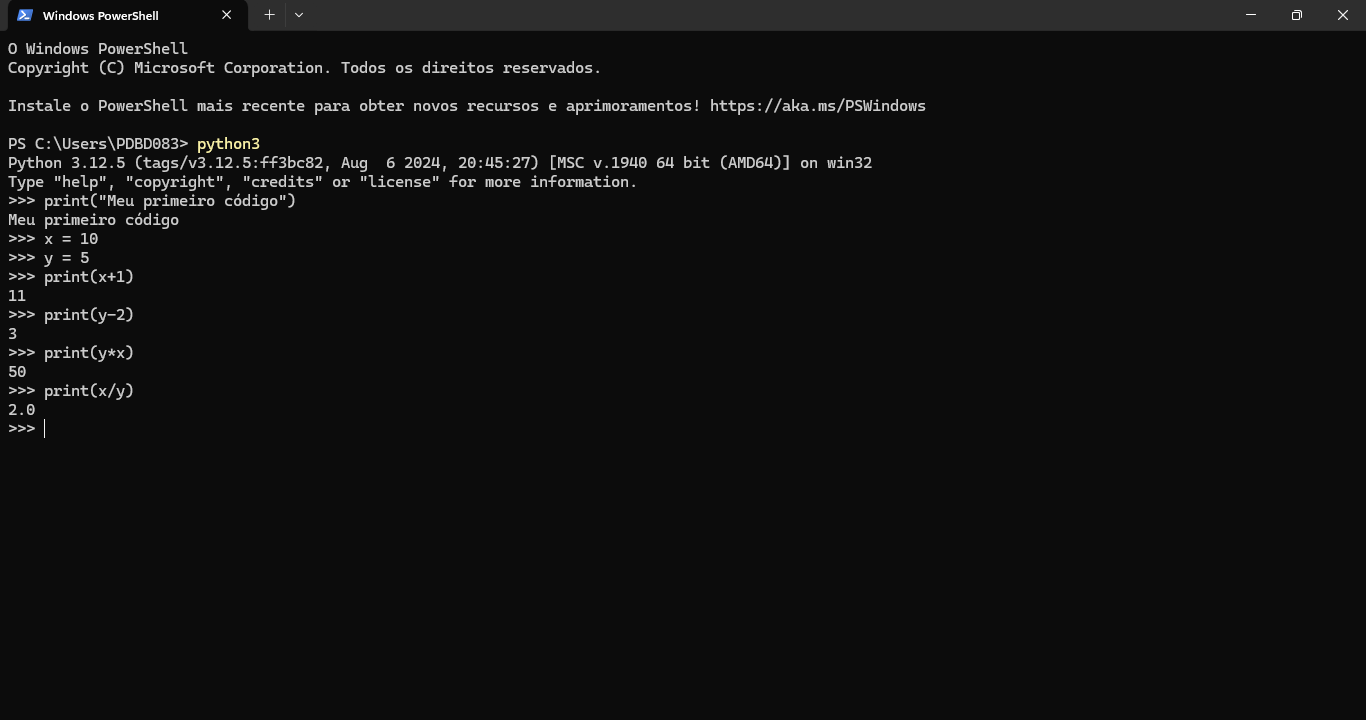 Windows PowerShell
O Windows PowerShell
Copyright (C) Microsoft Corporation. Todos os direitos reservados.
Instale o PowerShell mais recente para obter novos recursos e aprimoramentos! https://aka.ms/PSWindows
PS C:\Users\PDBD083> python3
Python 3.12.5 (tags/v3.12.5:ff3bc82, Aug  6 2024, 20:45:27) [MSC v.1940 64 bit (AMD64)] on win32
Type "help", "copyright", "credits" or "license" for more information.
>>> print("Meu primeiro código")
Meu primeiro código
>>> x = 10
>>> y = 5
>>> print(x+1)
11
>>> print(y-2)
3
>>> print(y*x)
50
>>> print(x/y)
2.0
>>>